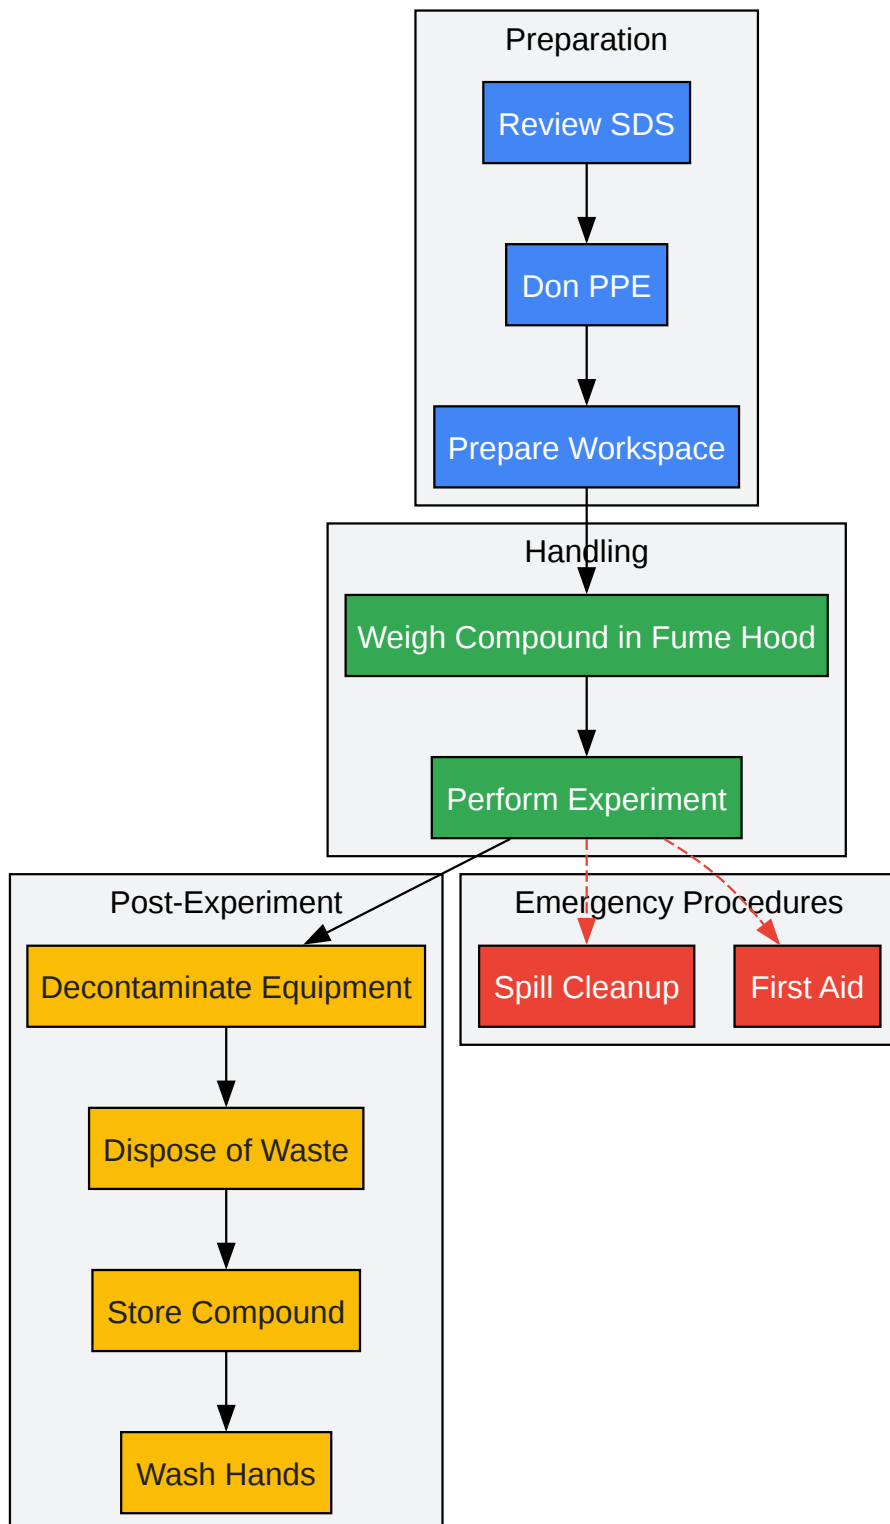 Preparation
Review SDS
Don PPE
Prepare Workspace
Handling
Weigh Compound in Fume Hood
Perform Experiment
Post-Experiment
Decontaminate Equipment
Dispose of Waste
Store Compound
Wash Hands
Emergency Procedures
Spill Cleanup
First Aid